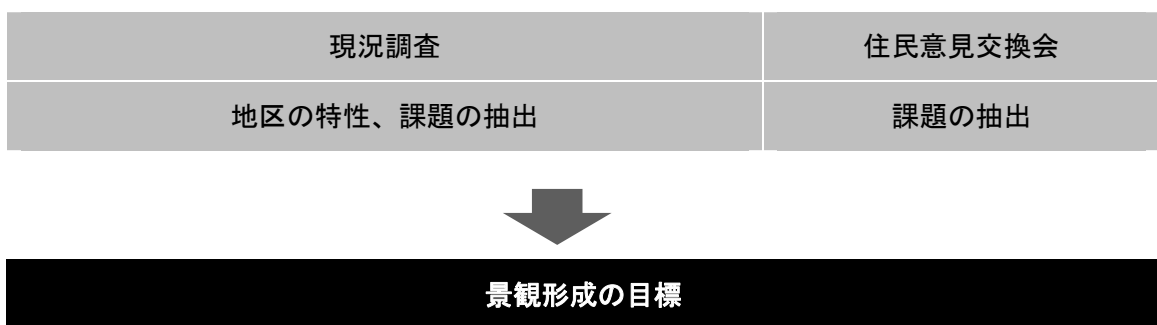 現況調査
住民意見交換会
地区の特性、課題の抽出
課題の抽出
景観形成の目標